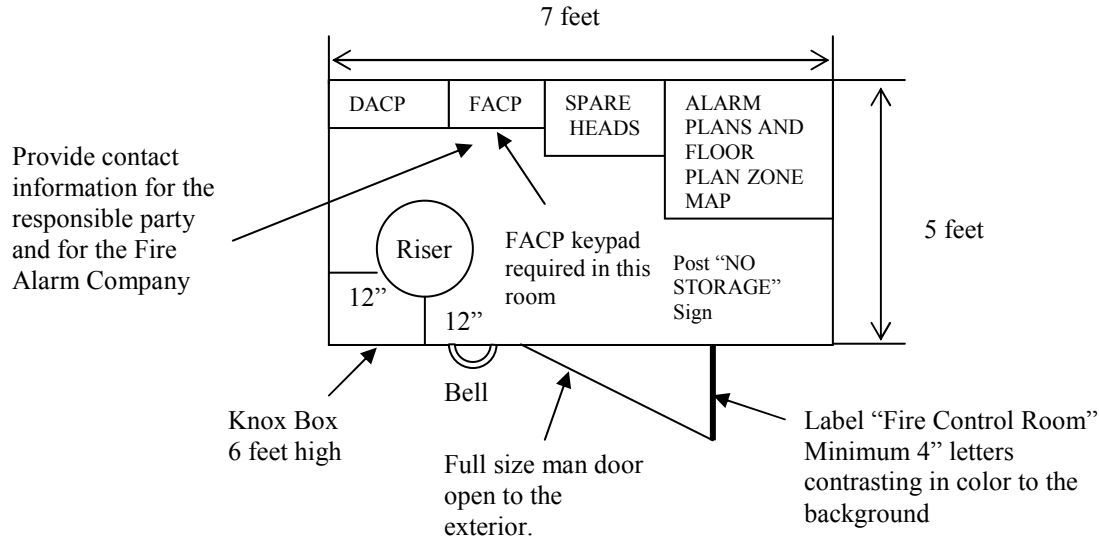 7 feet
DACP
FACP
SPARE
HEADS
ALARM
PLANS AND
FLOOR
PLAN ZONE
MAP
Provide contact
information for the
responsible party
and for the Fire
Alarm Company
Riser
FACP keypad
required in this
room
Post “NO
STORAGE”
Sign
5 feet
12”
12”
Bell
Knox Box
6 feet high
Full size man door
open to the
exterior.
Label “Fire Control Room”
Minimum 4” letters
contrasting in color to the
background